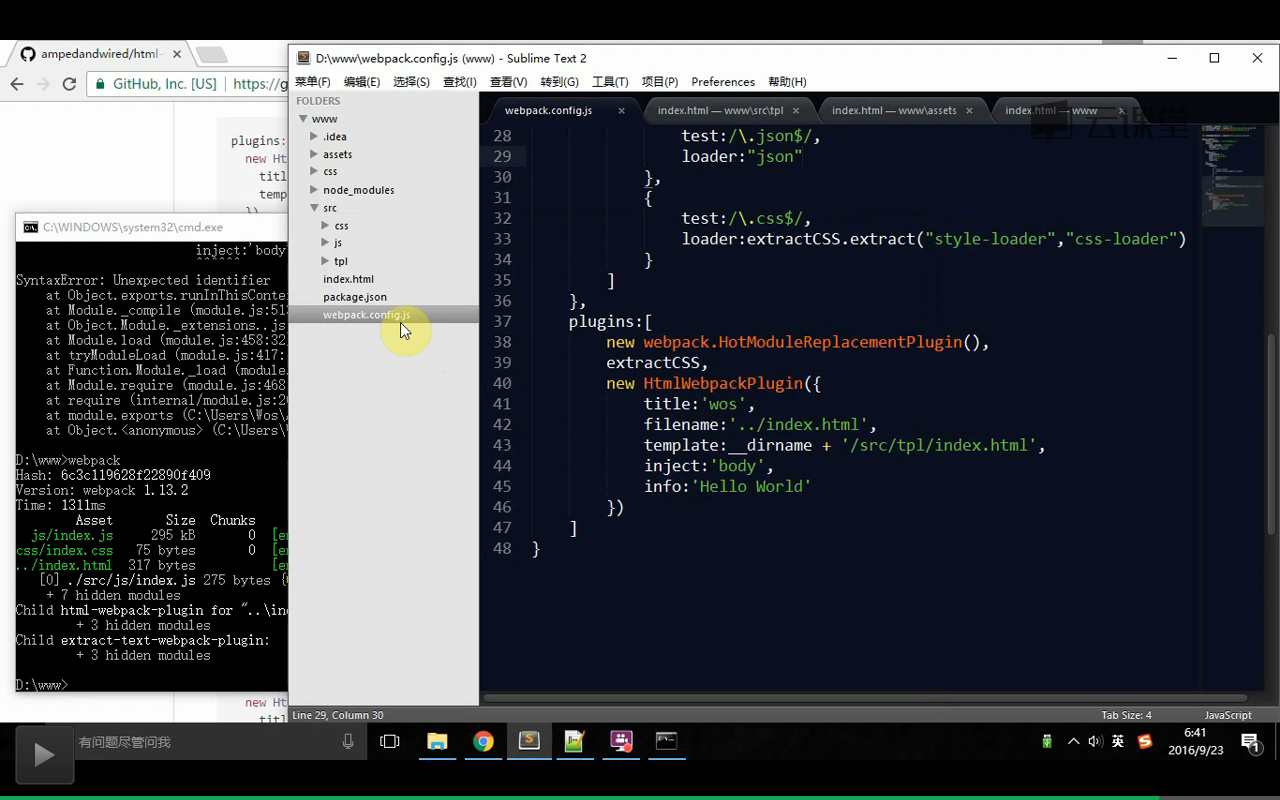 ampedandwired/html-
GitHub, Inc. [US]
https://g
plugins:
new Ht
titl
temp
})
D:\www\webpack.config.js (www) - Sublime Text 2
菜单(F) 编辑(E) 选择(S) 查找(I) 查看(V) 转到(G) 工具(T) 项目(P) Preferences 帮助(H)
FOLDERS
www
.idea
assets
css
node_modules
src
css
js
tpl
index.html
package.json
webpack.config.js
webpack.config.js
index.html — www\src\tpl
index.html — www\assets
index.html — www
云课堂
28 test:/\.json$/,
29 loader:"json"
30 },
31 {
32 test:/\.css$/,
33 loader:extractCSS.extract("style-loader","css-loader")
34 }
35 ]
36 },
37 plugins:[
38 new webpack.HotModuleReplacementPlugin(),
39 extractCSS,
40 new HtmlWebpackPlugin({
41 title:'wos',
42 filename:'../index.html',
43 template:__dirname + '/src/tpl/index.html',
44 inject:'body',
45 info:'Hello World'
46 })
47 ]
48 }
C:\WINDOWS\system32\cmd.exe
inject:'body'
^^^^^^
SyntaxError: Unexpected identifier
at Object.exports.runInThisConte
at Module._compile (module.js:513
at Object.Module._extensions..js
at Module.load (module.js:458:32
at tryModuleLoad (module.js:417:
at Function.Module._load (module
at Module.require (module.js:468
at require (internal/module.js:20
at module.exports (C:\Users\Wos\
at Object.<anonymous> (C:\Users\
D:\www>webpack
Hash: 6c3c119628f22890f409
Version: webpack 1.13.2
Time: 1311ms
Asset Size Chunks
js/index.js 295 kB 0 [e
css/index.css 75 bytes 0 [e
../index.html 317 bytes [e
[0] ./src/js/index.js 275 bytes {
+ 7 hidden modules
Child html-webpack-plugin for "..\in
+ 3 hidden modules
Child extract-text-webpack-plugin:
+ 3 hidden modules
D:\www>
new Ht
titl
Line 29, Column 30
Tab Size: 4
JavaScript
有问题尽管问我
英
6:41
2016/9/23
1